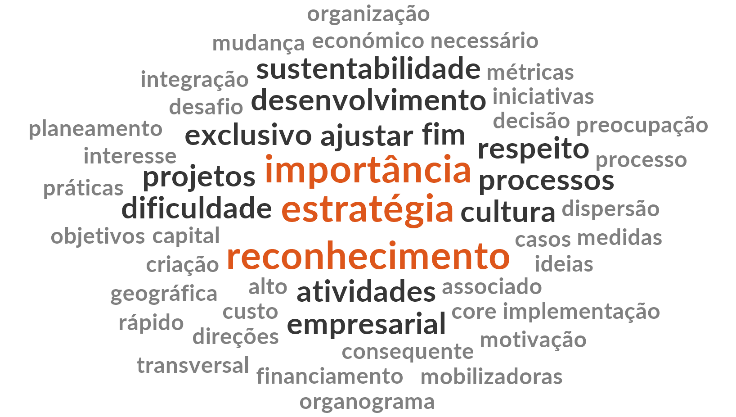 organização
mudança económico necessário
integração sustentabilidade métricas
desafio desenvolvimento iniciativas
planeamento exclusivo ajustar fim decisão preocupação
interesse importância respeito processo
práticas projetos processos
dificuldade estratégia cultura dispersão
objetivos capital reconhecimento casos medidas
criação ideias
geográfica alto atividades associado
rápido custo empresarial core implementação
direções consequente motivação
transversal financiamento mobilizadoras
organograma